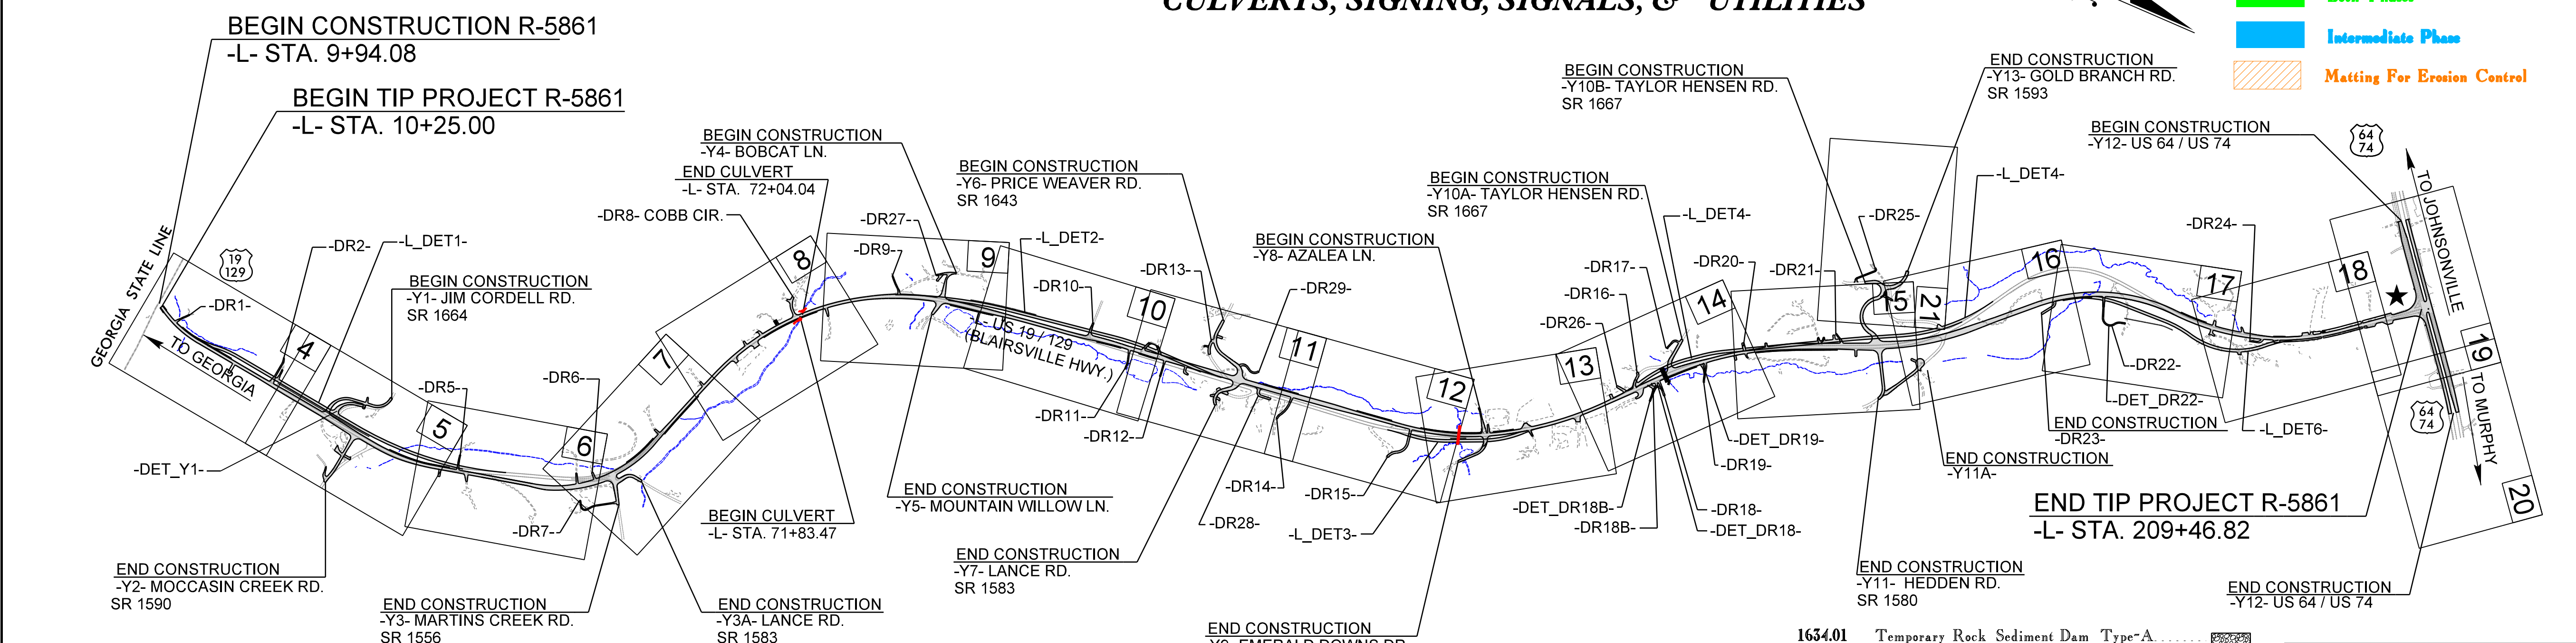 CULVERTS, SIGNING, SIGNALS, & UTILITIES
Intermediate Phase
Matting For Erosion Control
BEGIN CONSTRUCTION R-5861
-L- STA. 9+94.08
BEGIN TIP PROJECT R-5861
-L- STA. 10+25.00
BEGIN CONSTRUCTION
-Y4- BOBCAT LN.
END CULVERT
-L- STA. 72+04.04
-DR8- COBB CIR.
BEGIN CONSTRUCTION
-Y6- PRICE WEAVER RD.
SR 1643
BEGIN CONSTRUCTION
-Y8- AZALEA LN.
BEGIN CONSTRUCTION
-Y10A- TAYLOR HENSEN RD.
SR 1667
BEGIN CONSTRUCTION
-Y10B- TAYLOR HENSEN RD.
SR 1667
END CONSTRUCTION
-Y13- GOLD BRANCH RD.
SR 1593
BEGIN CONSTRUCTION
-Y12- US 64 / US 74
64
74
TO JOHNSONVILLE
GEORGIA STATE LINE
19
129
TO GEORGIA
-DR1-
-DR2-
-L_DET1-
BEGIN CONSTRUCTION
-Y1- JIM CORDELL RD.
SR 1664
4
-DET_Y1-
5
-DR5-
6
-DR6-
-DR7-
7
8
-DR27-
-DR9-
9
-L_DET2-
-DR10-
-L- US 19 / 129
(BLAIRSVILLE HWY.)
10
-DR11-
-DR12-
-DR13-
-DR29-
11
-DR14-
-DR15-
-DR28-
-L_DET3-
12
13
-DR17-
-DR16-
-DR26-
-L_DET4-
-DR20-
14
-DR21-
-DR25-
-L_DET4-
15
21
16
17
-DR24-
18
19
TO MURPHY
64
74
20
-DET_DR19-
-DR19-
-DR18-
-DET_DR18-
-DET_DR18B-
-DR18B-
-DR22-
-DET_DR22-
-L_DET6-
END CONSTRUCTION
-DR23-
END CONSTRUCTION
-Y11A-
END TIP PROJECT R-5861
-L- STA. 209+46.82
END CONSTRUCTION
-Y2- MOCCASIN CREEK RD.
SR 1590
END CONSTRUCTION
-Y3- MARTINS CREEK RD.
SR 1556
END CONSTRUCTION
-Y3A- LANCE RD.
SR 1583
BEGIN CULVERT
-L- STA. 71+83.47
END CONSTRUCTION
-Y5- MOUNTAIN WILLOW LN.
END CONSTRUCTION
-Y7- LANCE RD.
SR 1583
END CONSTRUCTION
-Y9- EMERALD DOWNS DR.
END CONSTRUCTION
-Y11- HEDDEN RD.
SR 1580
END CONSTRUCTION
-Y12- US 64 / US 74
1634.01 Temporary Rock Sediment Dam Type-A.......